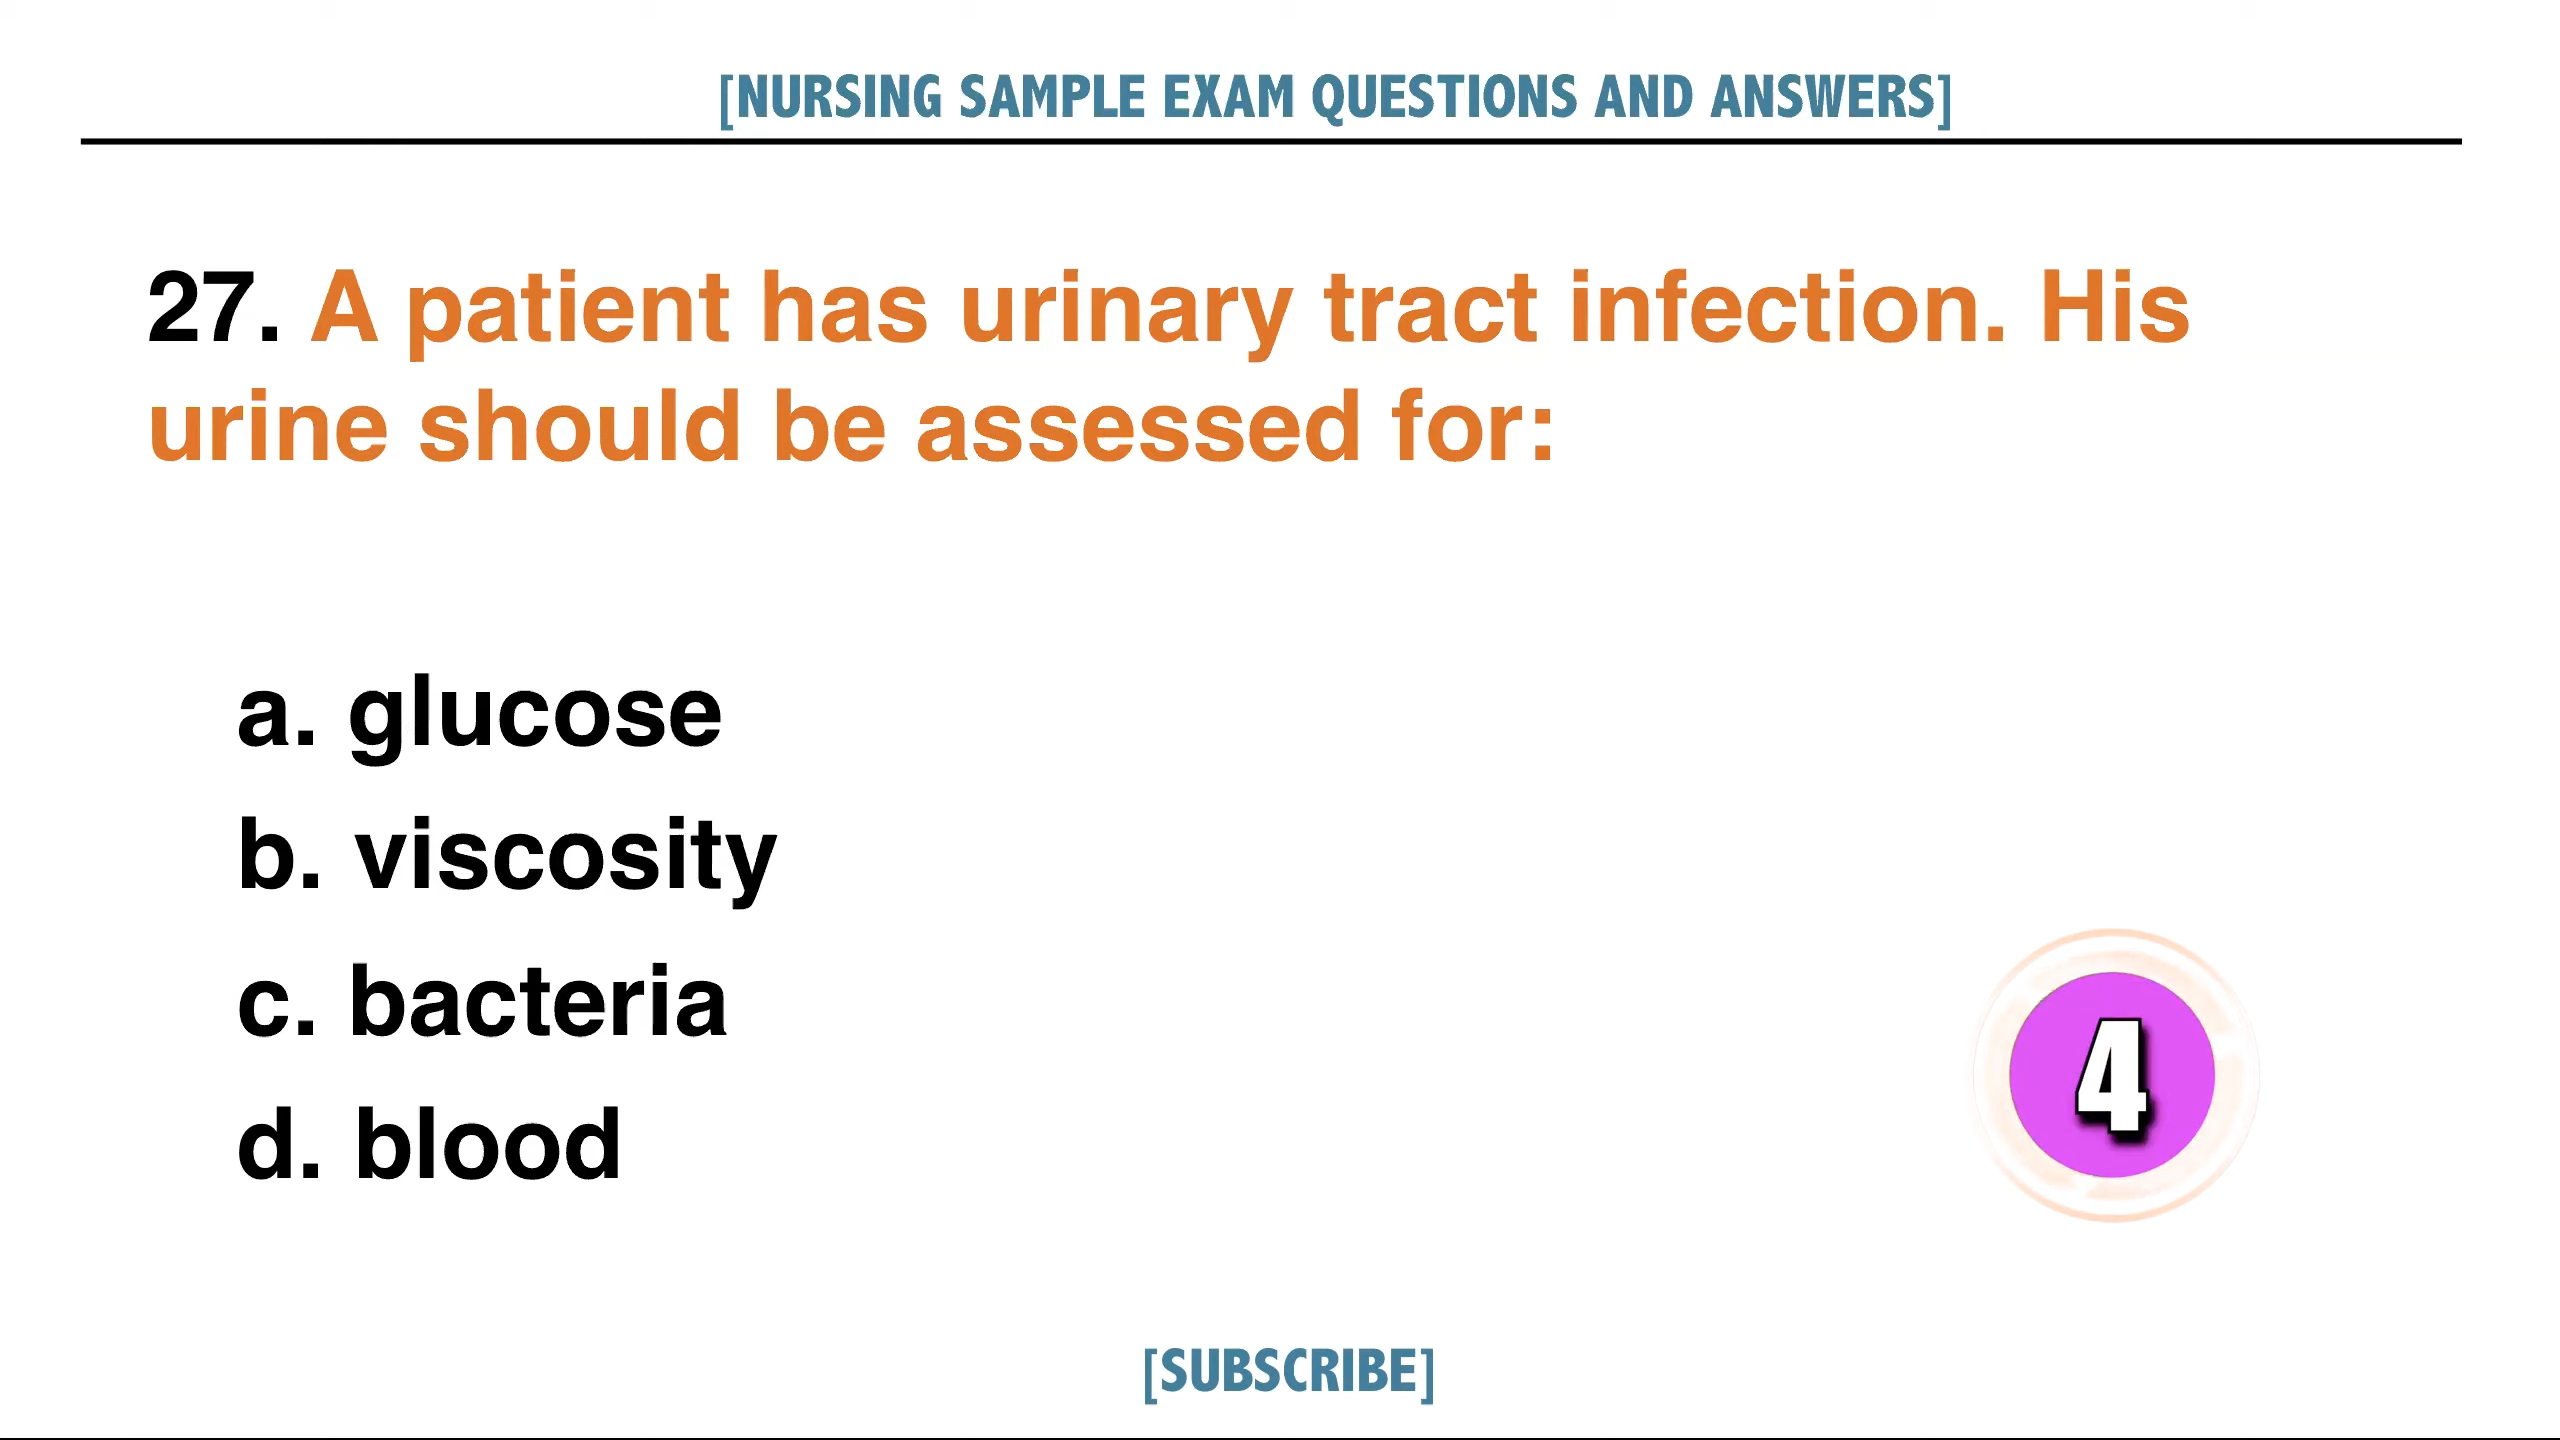 [NURSING SAMPLE EXAM QUESTIONS AND ANSWERS]
27. A patient has urinary tract infection. His
urine should be assessed for:
a. glucose
b. viscosity
c. bacteria
d. blood
4
[SUBSCRIBE]